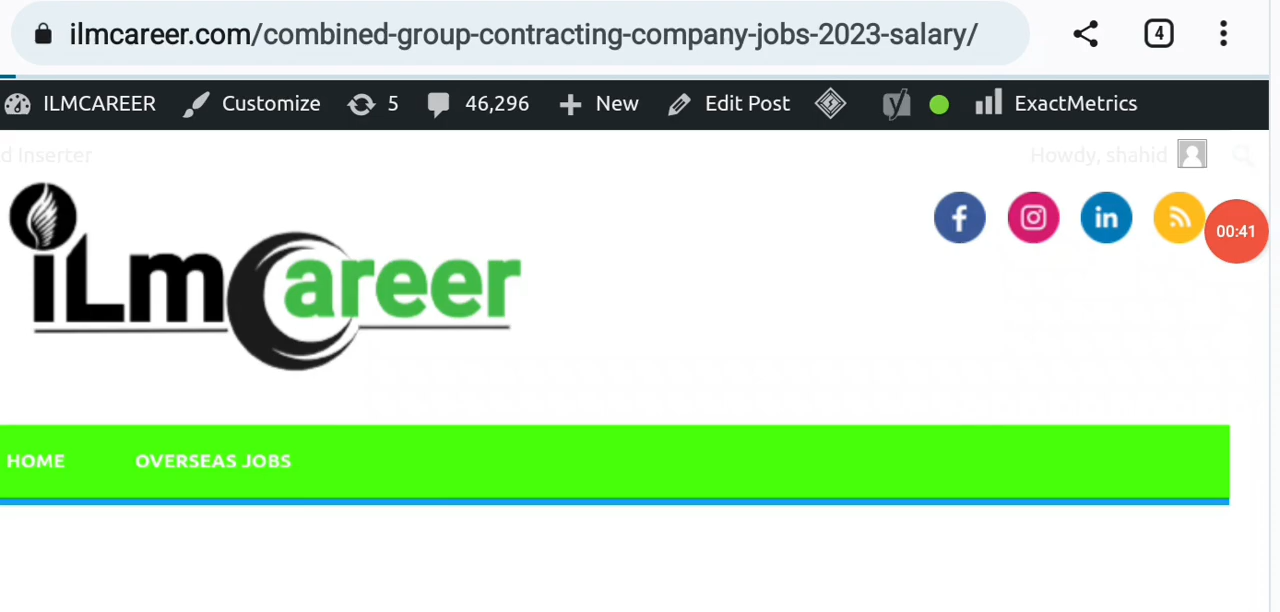 ilmcareer.com/combined-group-contracting-company-jobs-2023-salary/
4
ILMCAREER Customize 5 46,296 New Edit Post ExactMetrics
d Inserter
Howdy, shahid
iLmCareer
00:41
HOME OVERSEAS JOBS